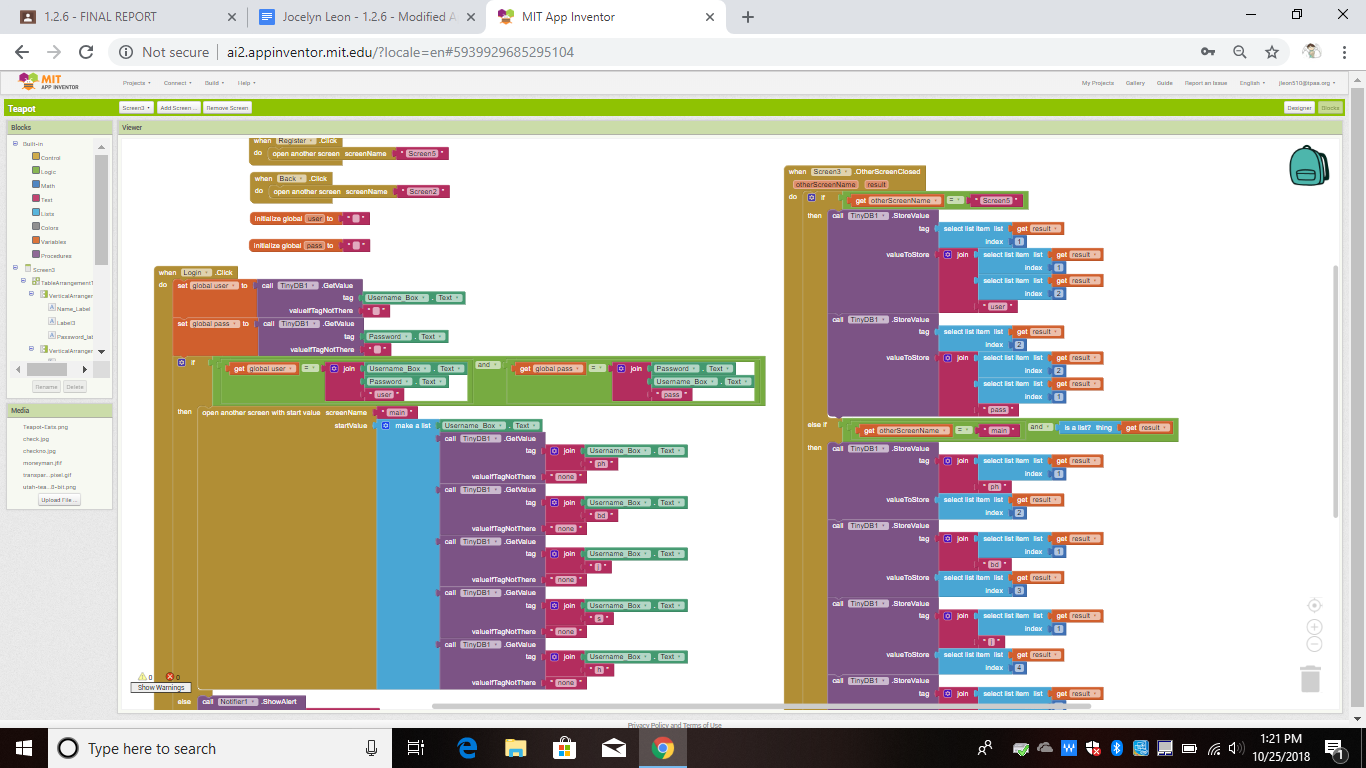 1.2.6 - FINAL REPORT
Jocelyn Leon - 1.2.6 - Modified A
MIT App Inventor
Not secure
ai2.appinventor.mit.edu/?locale=en#5939929685295104
MIT
APP INVENTOR
Projects
Connect
Build
Help
My Projects
Gallery
Guide
Report an Issue
English
jleon510@tpaa.org
Teapot
Screen3
Add Screen ...
Remove Screen
Designer
Blocks
Blocks
Viewer
Built-in
Control
Logic
Math
Text
Lists
Colors
Variables
Procedures
Screen3
TableArrangement1
VerticalArranger
Name_Label
Label3
Password_lal
VerticalArranger
Rename
Delete
Media
Teapot-Eats.png
check.jpg
checkno.jpg
moneyman.jfif
transpar...pixel.gif
utah-tea...8-bit.png
Upload File ...
when Register .Click
do open another screen screenName " Screen5 "
when Back .Click
do open another screen screenName " Screen2 "
initialize global user to " "
initialize global pass to " "
when Login .Click
do set global user to call TinyDB1 .GetValue
tag Username_Box . Text
valueIfTagNotThere " "
set global pass to call TinyDB1 .GetValue
tag Password . Text
valueIfTagNotThere " "
if get global user = join Username_Box . Text and get global pass = join Password . Text
Password . Text Username_Box . Text
" user " " pass "
then open another screen with start value screenName " main "
startValue make a list Username_Box . Text
call TinyDB1 .GetValue
tag join Username_Box . Text
" ph "
valueIfTagNotThere " none "
call TinyDB1 .GetValue
tag join Username_Box . Text
" bd "
valueIfTagNotThere " none "
call TinyDB1 .GetValue
tag join Username_Box . Text
valueIfTagNotThere " none "
call TinyDB1 .GetValue
tag join Username_Box . Text
" s "
valueIfTagNotThere " none "
call TinyDB1 .GetValue
tag join Username_Box . Text
" h "
valueIfTagNotThere " none "
else call Notifier1 .ShowAlert
0 0
Show Warnings
when Screen3 .OtherScreenClosed
otherScreenName result
do if get otherScreenName = " Screen5 "
then call TinyDB1 .StoreValue
tag select list item list get result
index 1
valueToStore join select list item list get result
index 1
select list item list get result
index 2
" user "
call TinyDB1 .StoreValue
tag select list item list get result
index 2
valueToStore join select list item list get result
index 2
select list item list get result
index 1
" pass "
else if get otherScreenName = " main " and is a list? thing get result
then call TinyDB1 .StoreValue
tag join select list item list get result
index 1
" ph "
valueToStore select list item list get result
index 2
call TinyDB1 .StoreValue
tag join select list item list get result
index 1
" bd "
valueToStore select list item list get result
index 3
call TinyDB1 .StoreValue
tag join select list item list get result
index 1
valueToStore select list item list get result
index 4
call TinyDB1 .StoreValue
tag join select list item list get result
Privacy Policy and Terms of Use
Type here to search
1:21 PM
10/25/2018
1